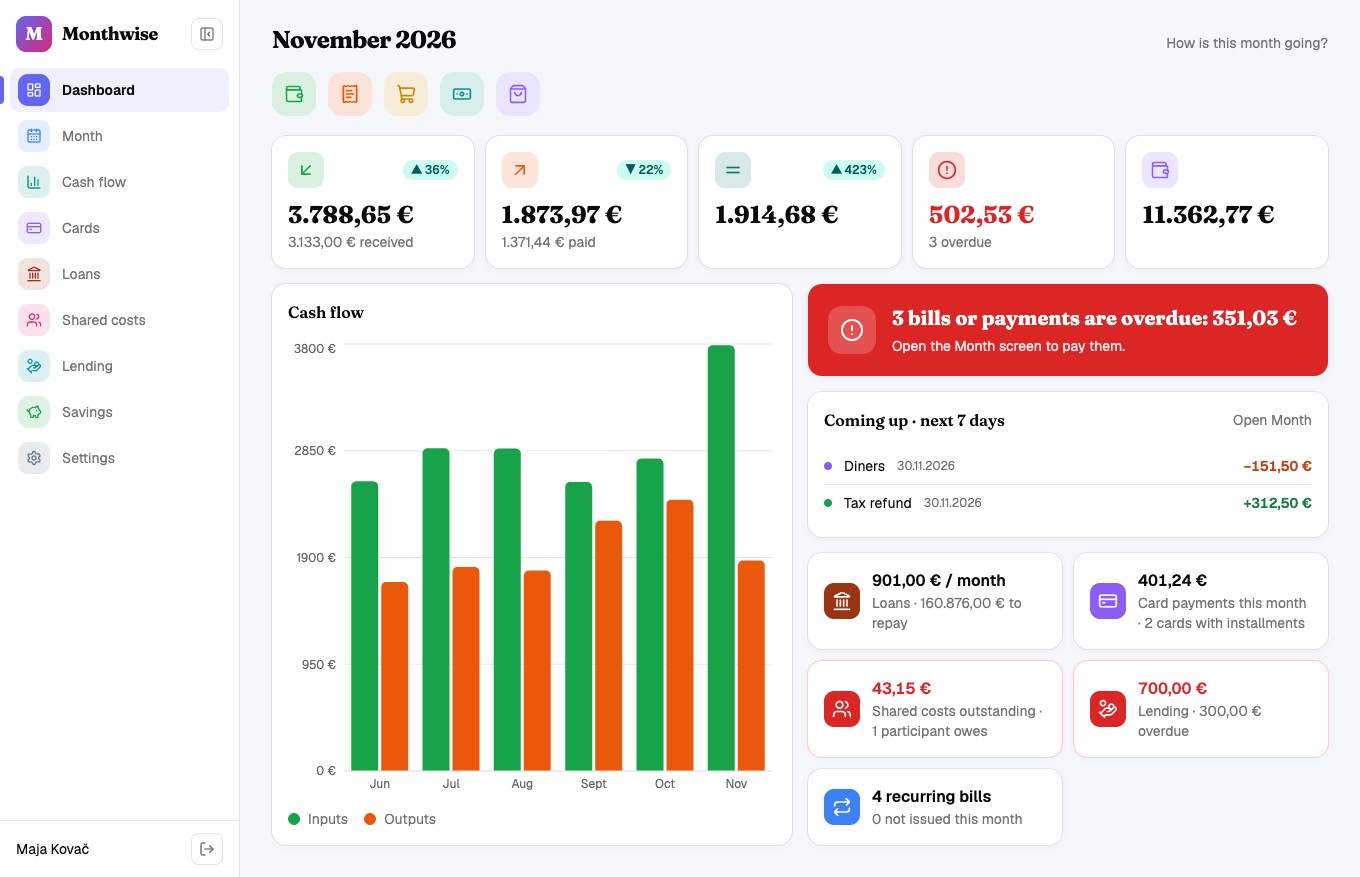 M Monthwise
Dashboard
Month
Cash flow
Cards
Loans
Shared costs
Lending
Savings
Settings
Maja Kovač
November 2026
How is this month going?
▲36%
3.788,65 €
3.133,00 € received
▼22%
1.873,97 €
1.371,44 € paid
▲423%
1.914,68 €
502,53 €
3 overdue
11.362,77 €
Cash flow
3800 €
2850 €
1900 €
950 €
0 €
Jun Jul Aug Sept Oct Nov
Inputs Outputs
3 bills or payments are overdue: 351,03 €
Open the Month screen to pay them.
Coming up · next 7 days Open Month
Diners 30.11.2026 −151,50 €
Tax refund 30.11.2026 +312,50 €
901,00 € / month
Loans · 160.876,00 € to
repay
401,24 €
Card payments this month
· 2 cards with installments
43,15 €
Shared costs outstanding ·
1 participant owes
700,00 €
Lending · 300,00 €
overdue
4 recurring bills
0 not issued this month